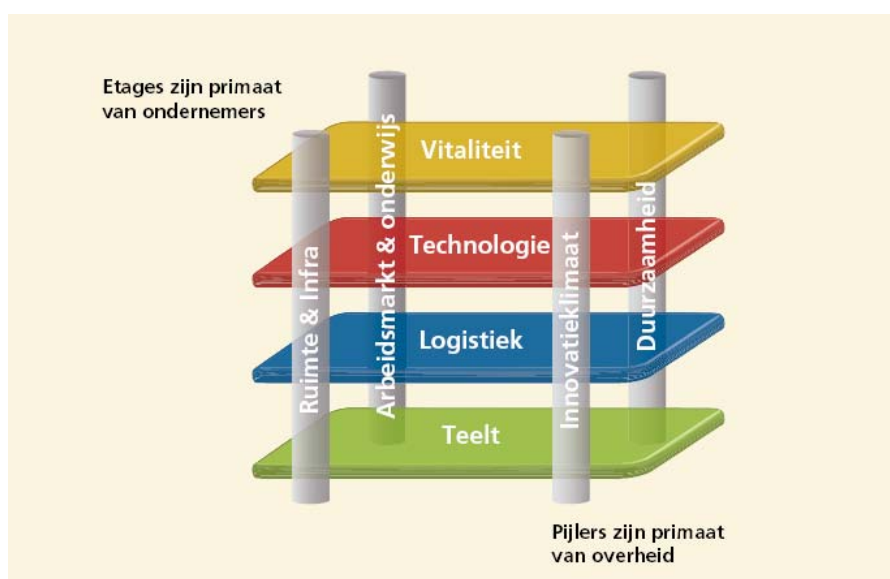 Etages zijn primaat
van ondernemers
Vitaliteit
Technologie
Logistiek
Teelt
Ruimte & Infra
Arbeidsmarkt & onderwijs
Innovatieklimaat
Duurzaamheid
Pijlers zijn primaat
van overheid